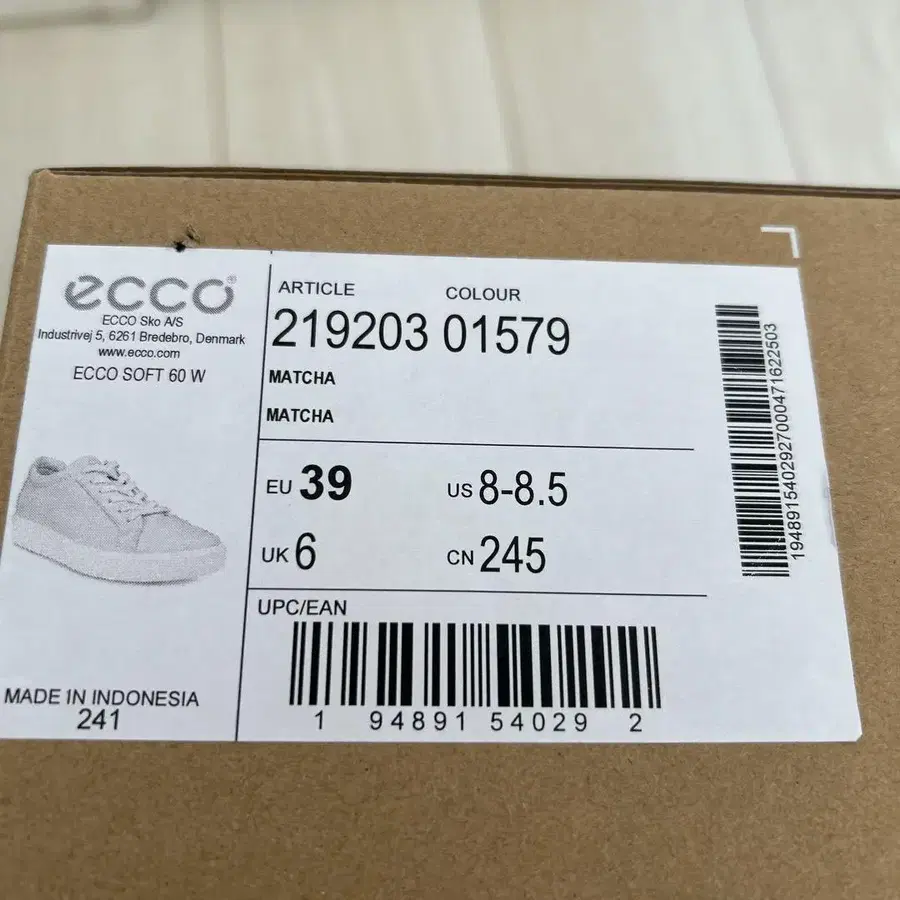 ecco®
ECCO Sko A/S
Industrivej 5, 6261 Bredebro, Denmark
www.ecco.com
ECCO SOFT 60 W
MADE IN INDONESIA
241
ARTICLE COLOUR
219203 01579
MATCHA
MATCHA
EU 39 US 8-8.5
UK 6 CN 245
UPC/EAN
1 94891 54029 2
194891540292700047162250​3